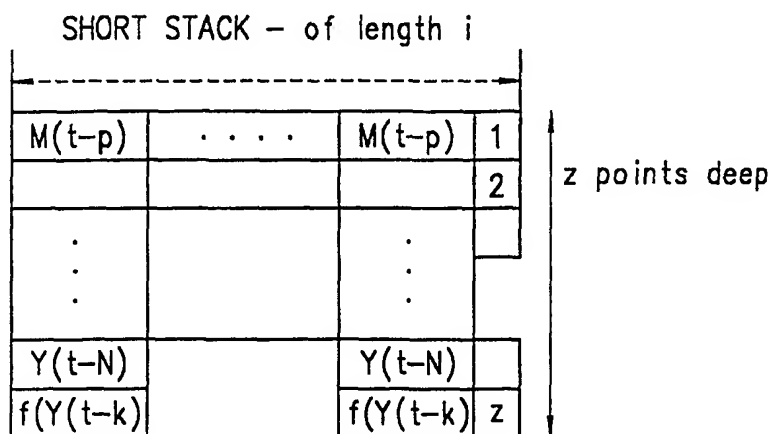 SHORT STACK – of length i
M(t–p) . . . . M(t–p) 1
2
z points deep
. .
. .
. .
Y(t–N) Y(t–N)
f(Y(t–k) f(Y(t–k) z